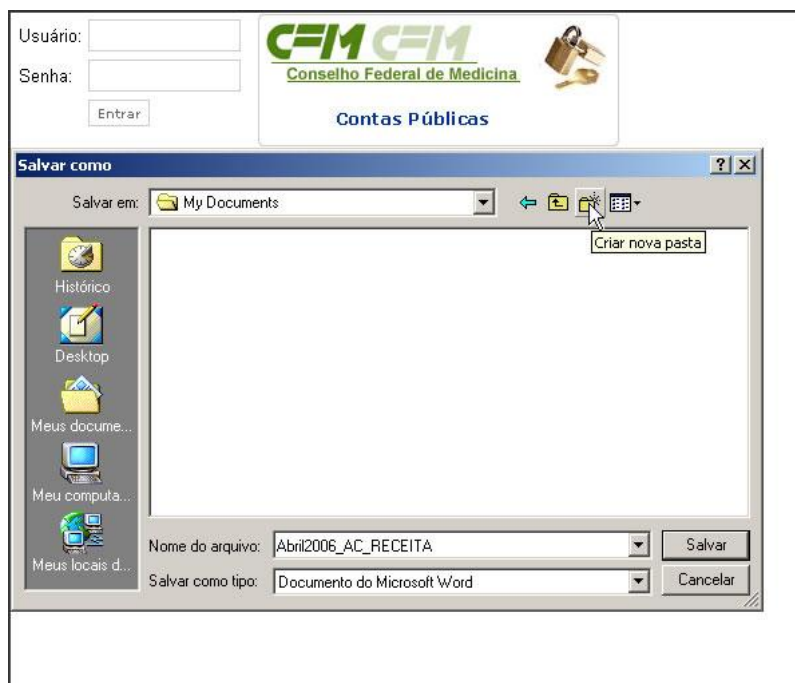 Usuário:
Senha:
Entrar
CFM CFM
Conselho Federal de Medicina
Contas Públicas
Salvar como
Salvar em: My Documents
Criar nova pasta
Histórico
Desktop
Meus docume...
Meu computa...
Meus locais d...
Nome do arquivo: Abril2006_AC_RECEITA Salvar
Salvar como tipo: Documento do Microsoft Word Cancelar